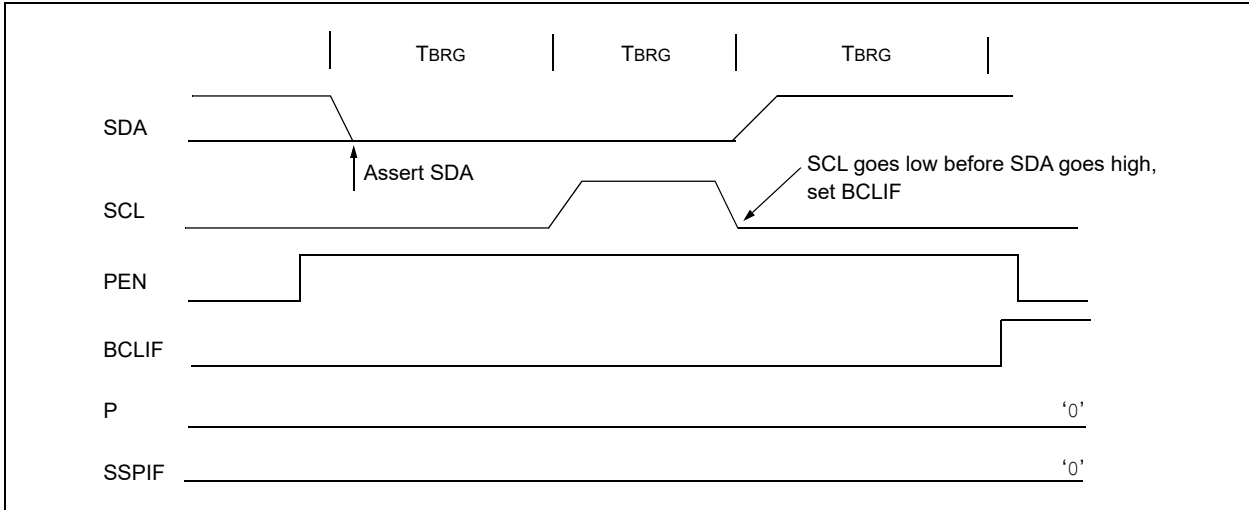 TBRG TBRG TBRG
SDA
Assert SDA
SCL goes low before SDA goes high,
set BCLIF
SCL
PEN
BCLIF
P ‘0’
SSPIF ‘0’